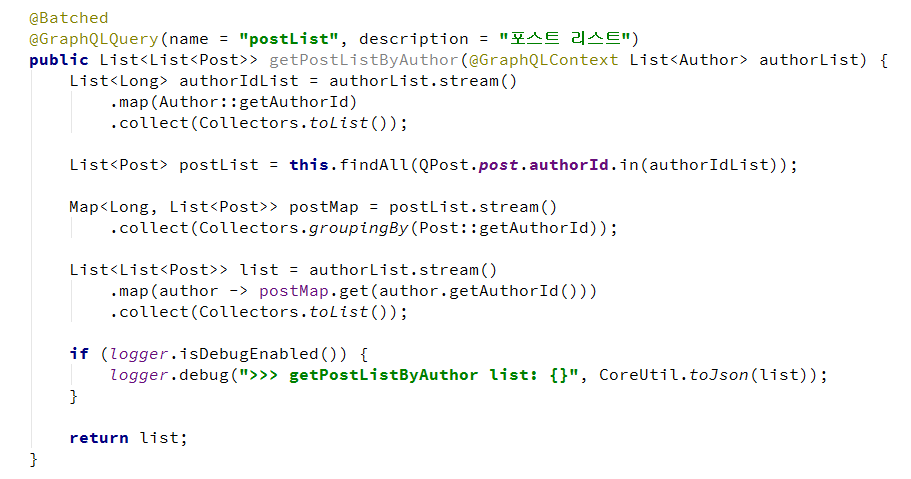 @Batched
@GraphQLQuery(name = "postList", description = "포스트 리스트")
public List<List<Post>> getPostListByAuthor(@GraphQLContext List<Author> authorList) {
    List<Long> authorIdList = authorList.stream()
        .map(Author::getAuthorId)
        .collect(Collectors.toList());

    List<Post> postList = this.findAll(QPost.post.authorId.in(authorIdList));

    Map<Long, List<Post>> postMap = postList.stream()
        .collect(Collectors.groupingBy(Post::getAuthorId));

    List<List<Post>> list = authorList.stream()
        .map(author -> postMap.get(author.getAuthorId()))
        .collect(Collectors.toList());

    if (logger.isDebugEnabled()) {
        logger.debug(">>> getPostListByAuthor list: {}", CoreUtil.toJson(list));
    }

    return list;
}